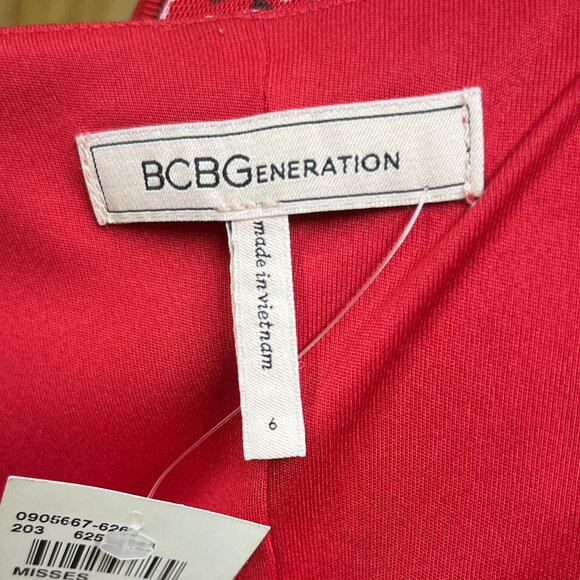 BCBGENERATION
made in vietnam
6
0905667-626
203 625
MISSES